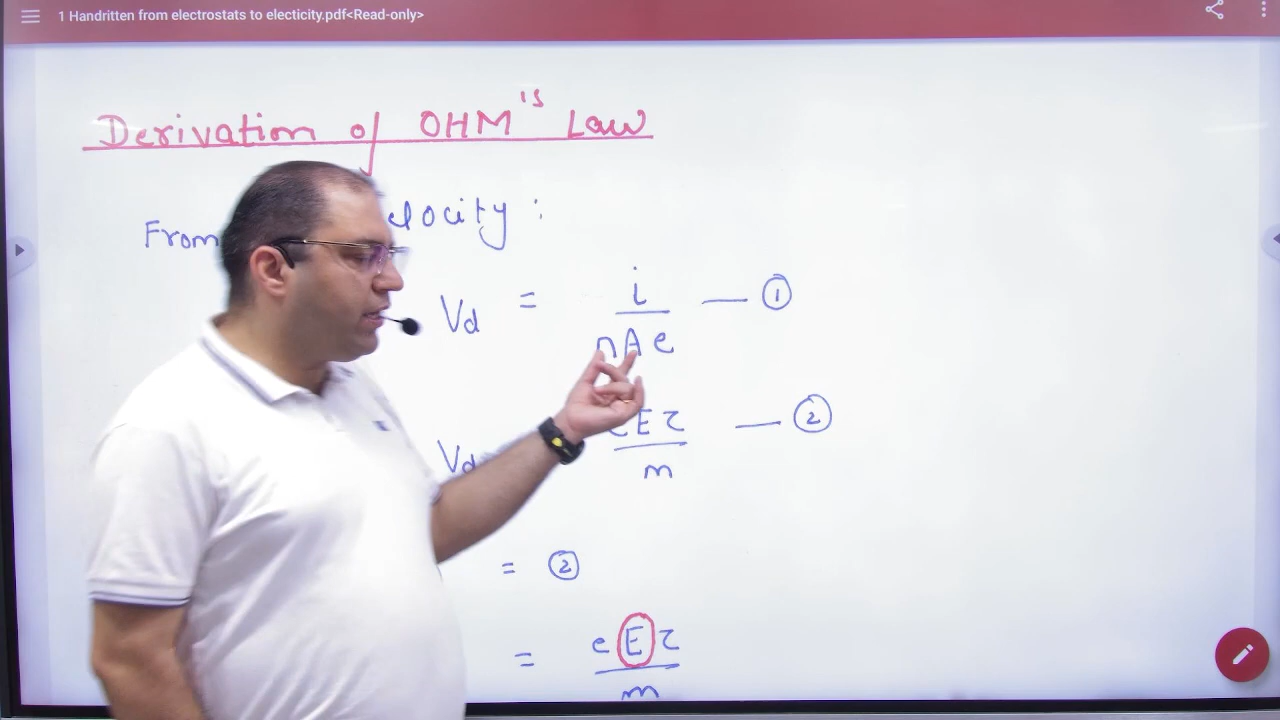 1 Handritten from electrostats to electicity.pdf<Read-only>
Derivation of OHM's Law
From locity :
Vd = i / nAe — ①
Vd eEτ / m — ②
= ②
= eEτ / m